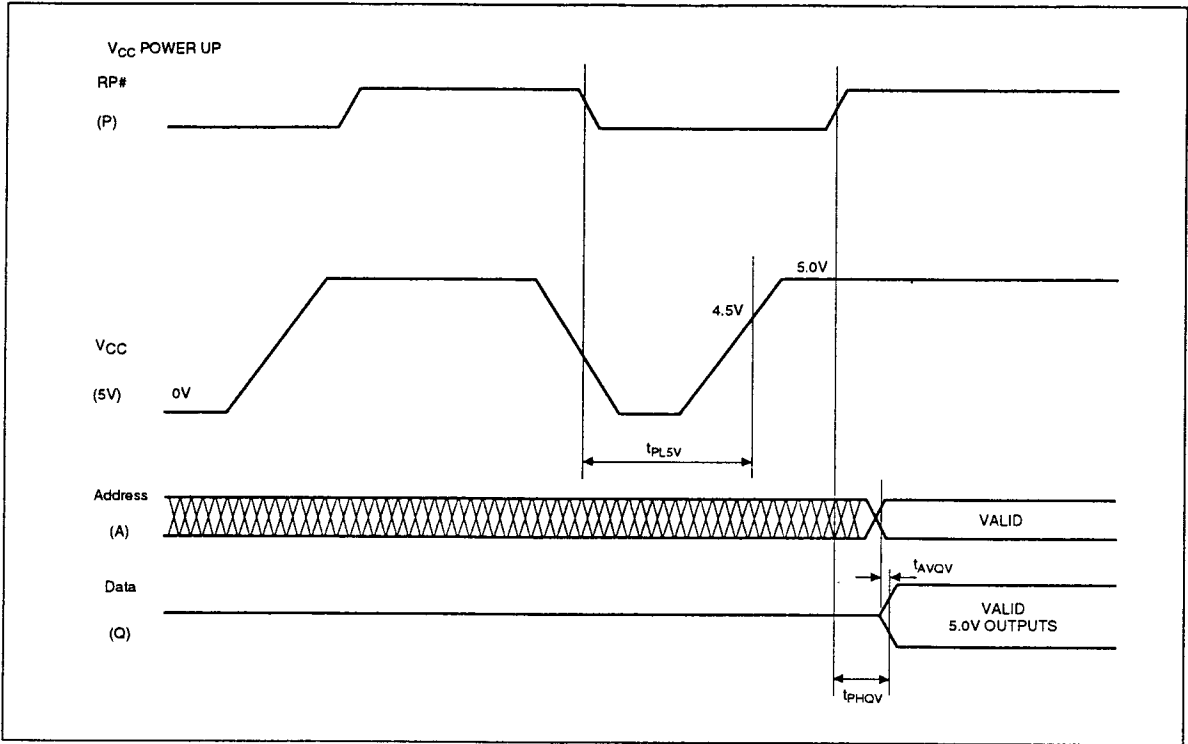 VCC POWER UP
RP#
(P)
5.0V
4.5V
VCC
(5V)
0V
tPL5V
Address
(A)
VALID
tAVQV
Data
(Q)
VALID
5.0V OUTPUTS
tPHQV